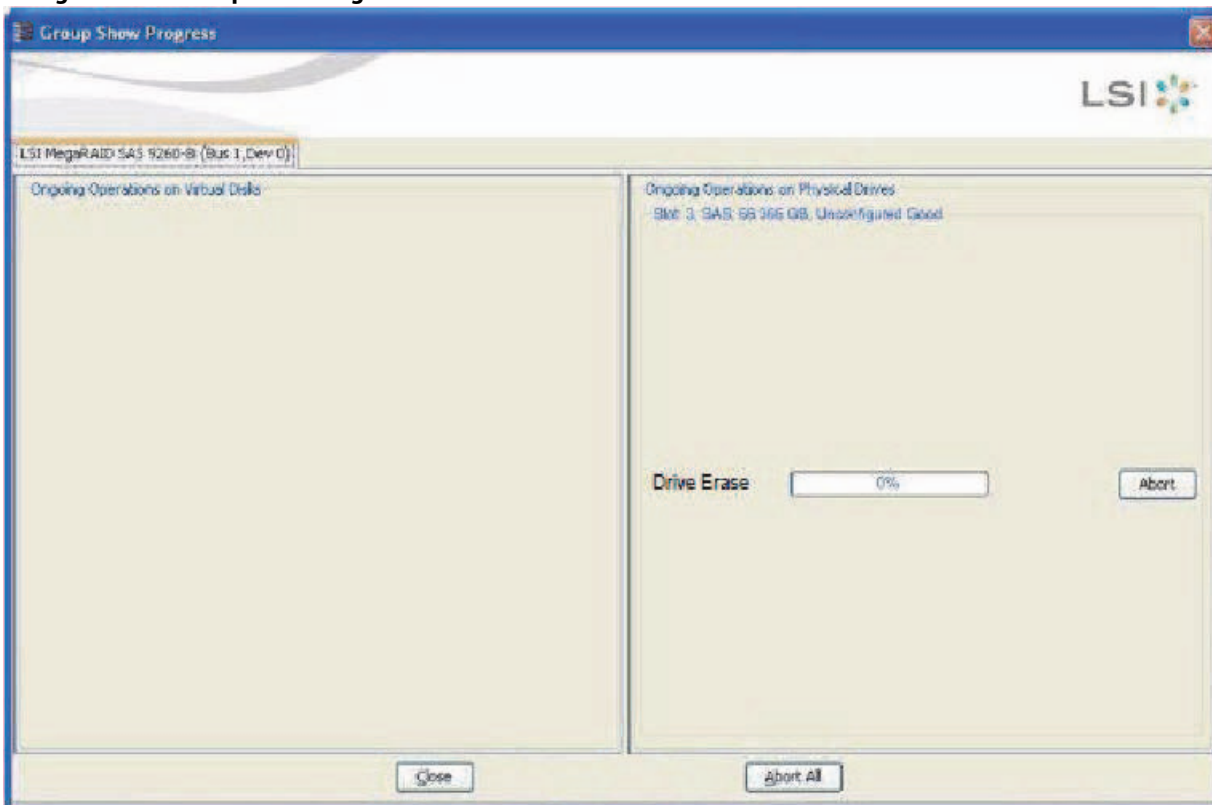 Group Show Progress
LSI
LSI MegaRAID SAS 9260-8i (Bus 1,Dev 0)
Ongoing Operations on Virtual Disks
Ongoing Operations on Physical Drives
Slot: 3, SAS, 66.366 GB, Unconfigured Good
Drive Erase
0%
Abort
Close
Abort All